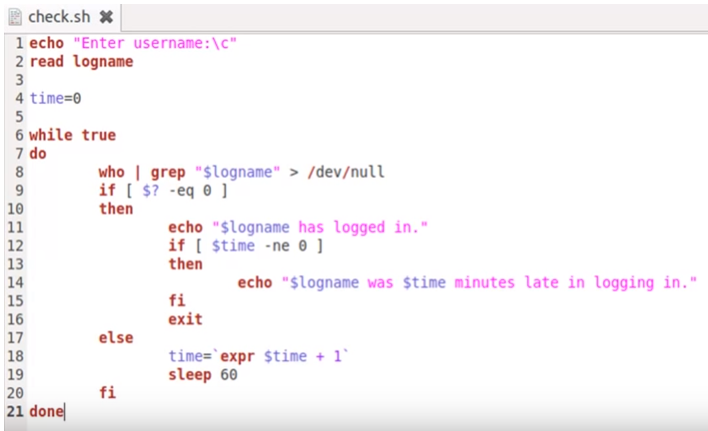 check.sh ✖
1 echo "Enter username:\c"
2 read logname
3
4 time=0
5
6 while true
7 do
8         who | grep "$logname" > /dev/null
9         if [ $? -eq 0 ]
10         then
11                 echo "$logname has logged in."
12                 if [ $time -ne 0 ]
13                 then
14                         echo "$logname was $time minutes late in logging in."
15                 fi
16                 exit
17         else
18                 time=`expr $time + 1`
19                 sleep 60
20         fi
21 done